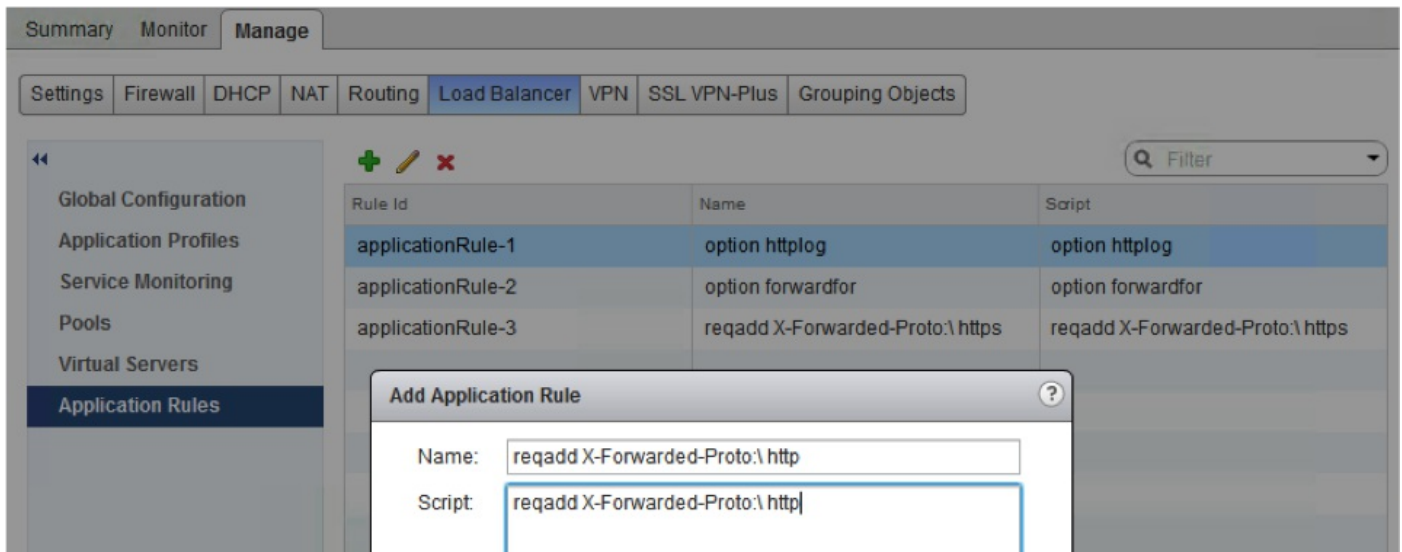 Summary Monitor Manage
Settings Firewall DHCP NAT Routing Load Balancer VPN SSL VPN-Plus Grouping Objects
Filter
Global Configuration
Application Profiles
Service Monitoring
Pools
Virtual Servers
Application Rules
Rule Id Name Script
applicationRule-1 option httplog option httplog
applicationRule-2 option forwardfor option forwardfor
applicationRule-3 reqadd X-Forwarded-Proto:\ https reqadd X-Forwarded-Proto:\ https
Add Application Rule ?
Name: reqadd X-Forwarded-Proto:\ http
Script: reqadd X-Forwarded-Proto:\ http